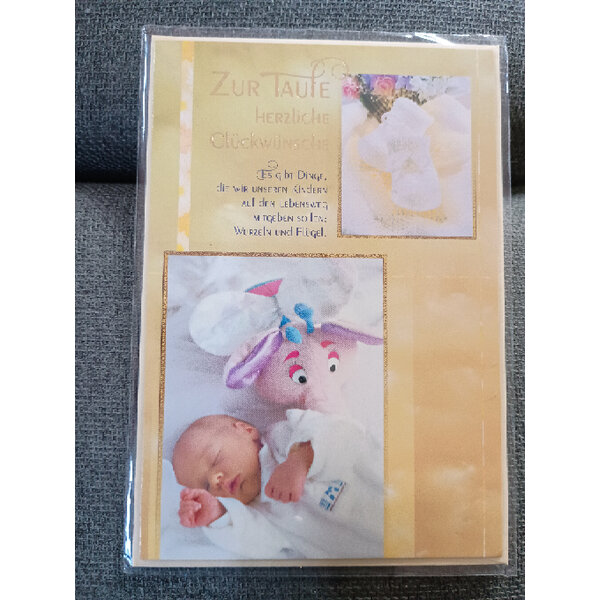 Zur Taufe
herzliche
Glückwünsche
Es gibt Dinge,
die wir unseren Kindern
auf den Lebensweg
mitgeben sollten:
Wurzeln und Flügel.